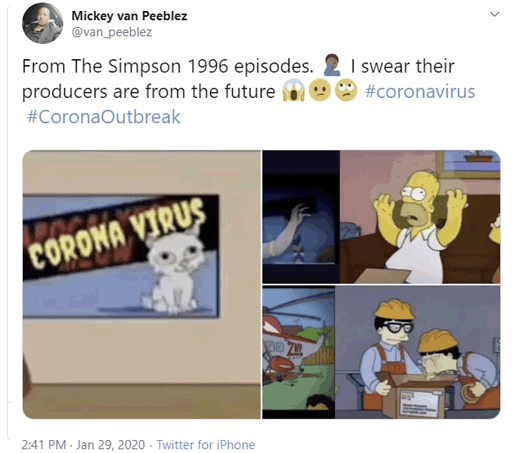 Mickey van Peeblez
@van_peeblez
From The Simpson 1996 episodes. 🤦🏿‍♂️ I swear their
producers are from the future 😱😕🙄 #coronavirus
#CoronaOutbreak
CORONA VIRUS
2:41 PM · Jan 29, 2020 · Twitter for iPhone